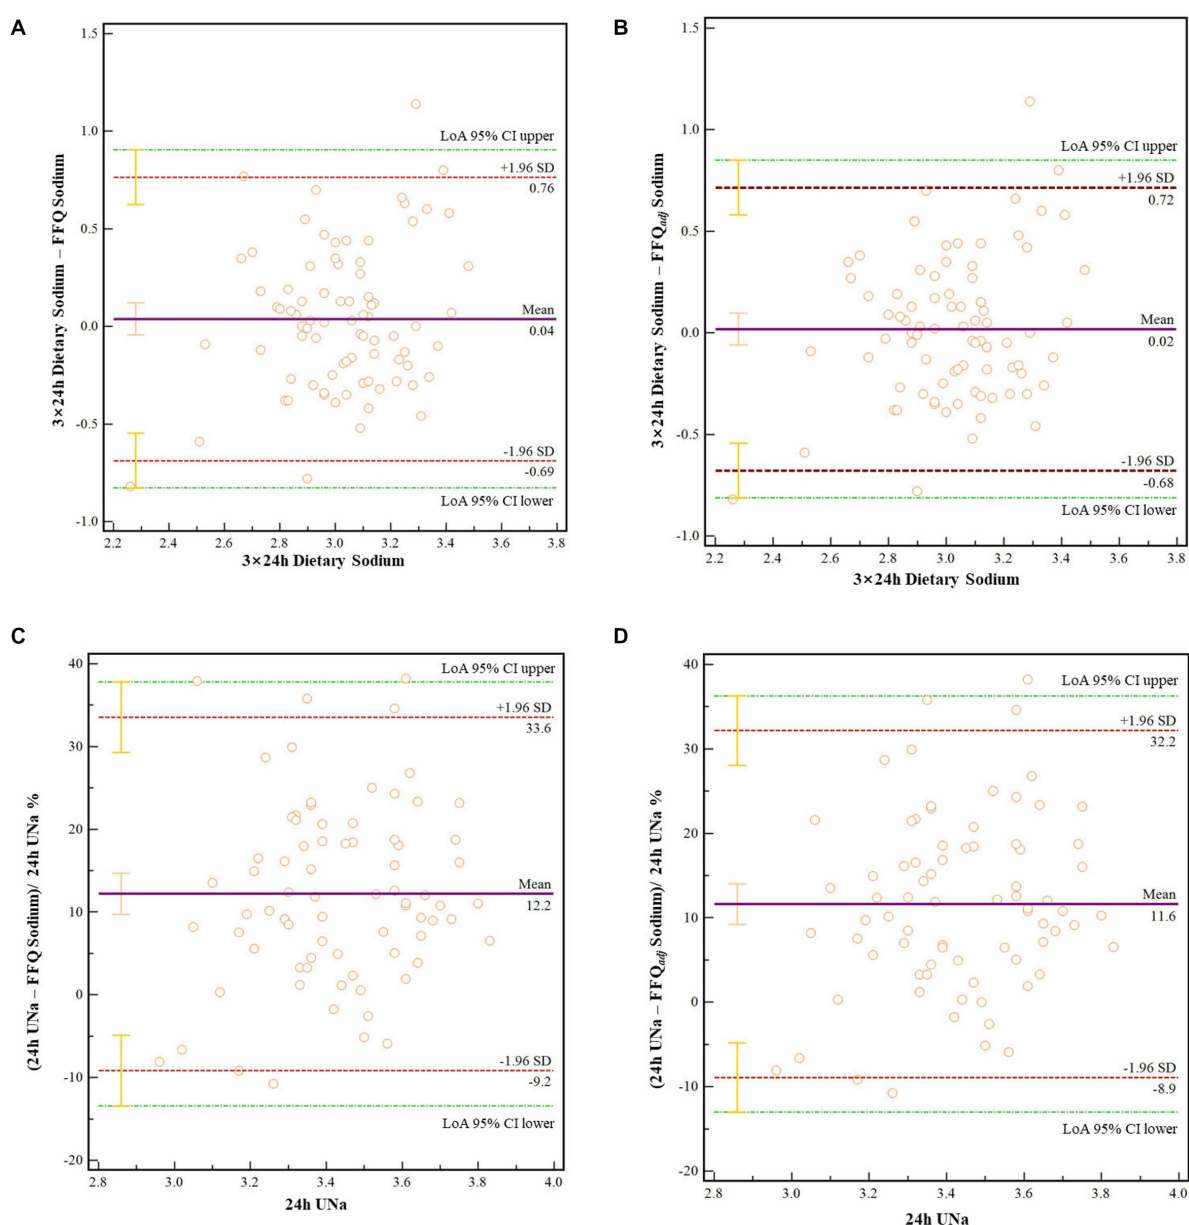 A
3×24h Dietary Sodium – FFQ Sodium
1.5
1.0
0.5
0.0
-0.5
-1.0
LoA 95% CI upper
+1.96 SD
0.76
Mean
0.04
-1.96 SD
-0.69
LoA 95% CI lower
2.2 2.4 2.6 2.8 3.0 3.2 3.4 3.6 3.8
3×24h Dietary Sodium
B
3×24h Dietary Sodium – FFQadj Sodium
1.5
1.0
0.5
0.0
-0.5
-1.0
LoA 95% CI upper
+1.96 SD
0.72
Mean
0.02
-1.96 SD
-0.68
LoA 95% CI lower
2.2 2.4 2.6 2.8 3.0 3.2 3.4 3.6 3.8
3×24h Dietary Sodium
C
(24h UNa – FFQ Sodium)/ 24h UNa %
40
30
20
10
0
-10
-20
LoA 95% CI upper
+1.96 SD
33.6
Mean
12.2
-1.96 SD
-9.2
LoA 95% CI lower
2.8 3.0 3.2 3.4 3.6 3.8 4.0
24h UNa
D
(24h UNa – FFQadj Sodium)/ 24h UNa %
40
30
20
10
0
-10
-20
LoA 95% CI upper
+1.96 SD
32.2
Mean
11.6
-1.96 SD
-8.9
LoA 95% CI lower
2.8 3.0 3.2 3.4 3.6 3.8 4.0
24h UNa